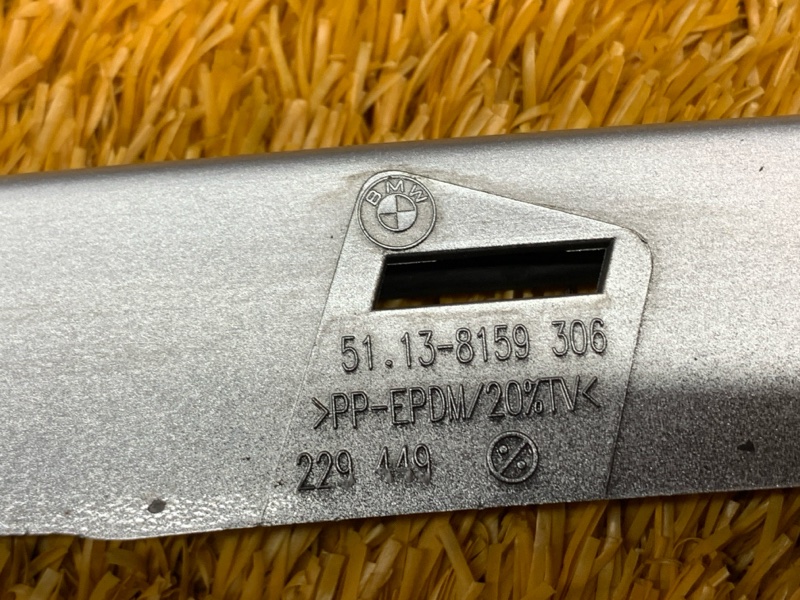 BMW
51.13-8159 306
>PP-EPDM/20%TV<
229 449